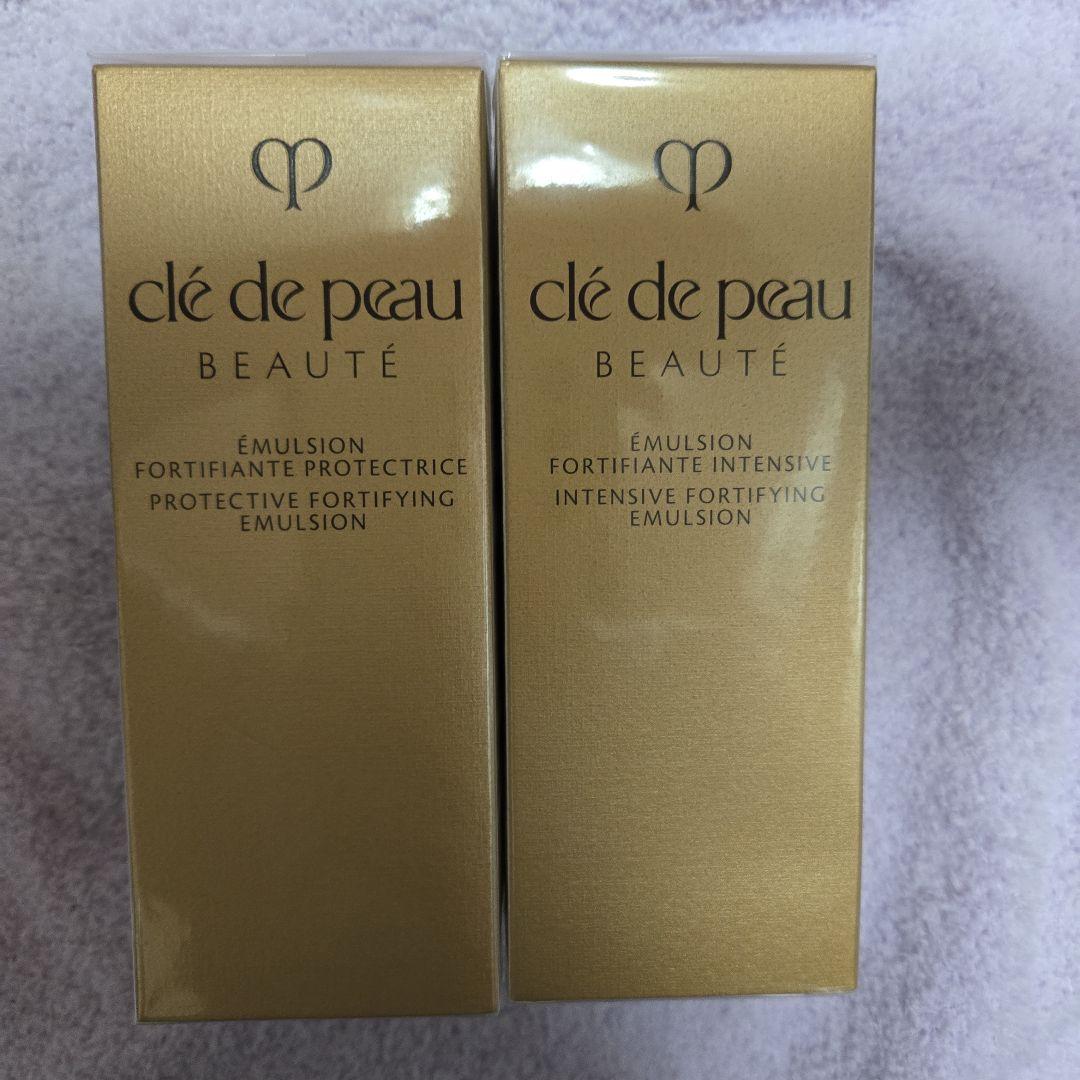 clé de peau
BEAUTÉ
ÉMULSION
FORTIFIANTE PROTECTRICE
PROTECTIVE FORTIFYING
EMULSION
clé de peau
BEAUTÉ
ÉMULSION
FORTIFIANTE INTENSIVE
INTENSIVE FORTIFYING
EMULSION